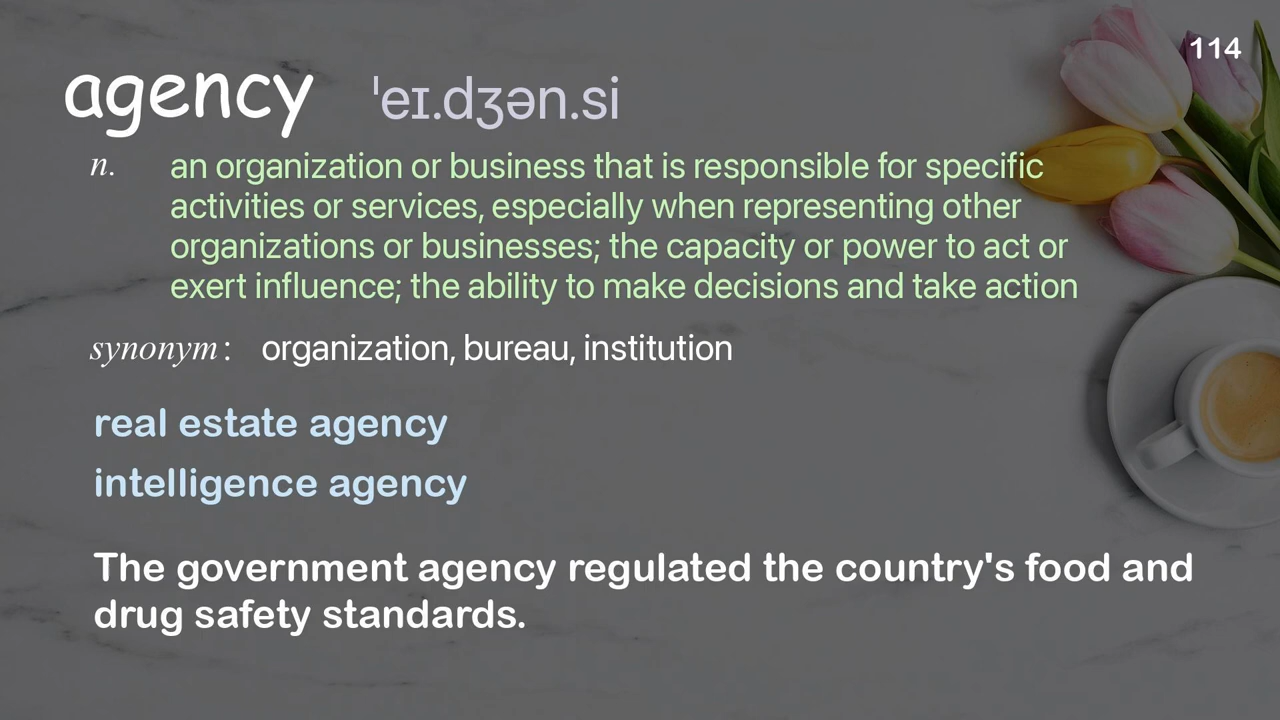 114
agency ˈeɪ.dʒən.si
n. an organization or business that is responsible for specific
activities or services, especially when representing other
organizations or businesses; the capacity or power to act or
exert influence; the ability to make decisions and take action
synonym: organization, bureau, institution
real estate agency
intelligence agency
The government agency regulated the country's food and
drug safety standards.